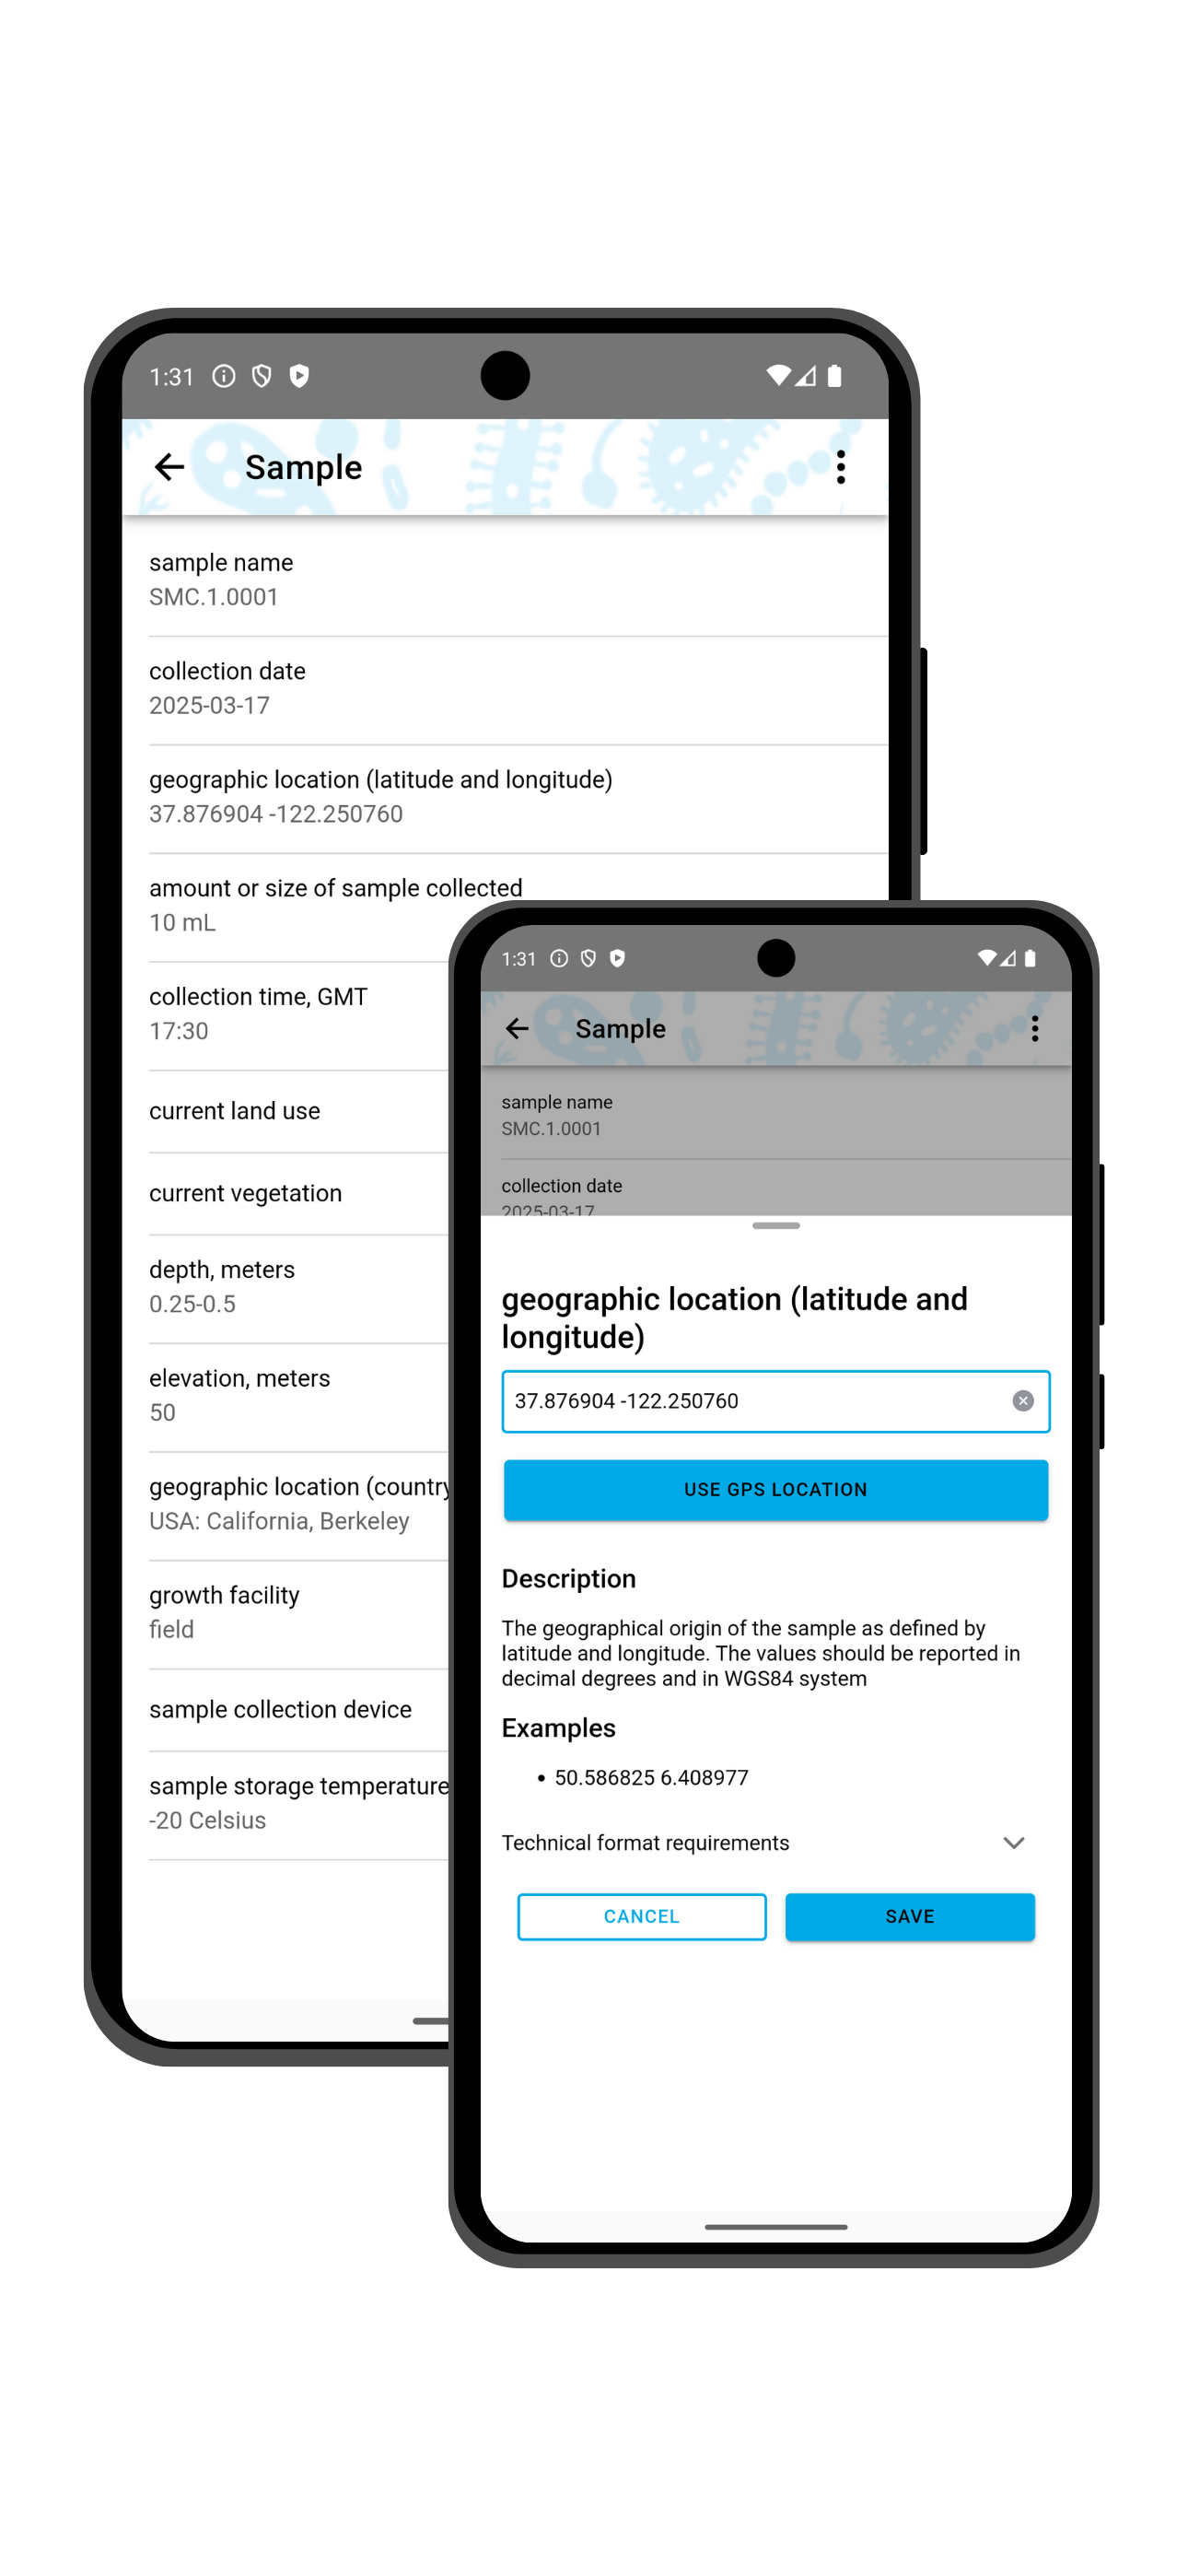 1:31
Sample
sample name
SMC.1.0001
collection date
2025-03-17
geographic location (latitude and longitude)
37.876904 -122.250760
amount or size of sample collected
10 mL
collection time, GMT
17:30
current land use
current vegetation
depth, meters
0.25-0.5
elevation, meters
50
geographic location (country
USA: California, Berkeley
growth facility
field
sample collection device
sample storage temperature
-20 Celsius
1:31
Sample
sample name
SMC.1.0001
collection date
2025-03-17
geographic location (latitude and
longitude)
37.876904 -122.250760
USE GPS LOCATION
Description
The geographical origin of the sample as defined by
latitude and longitude. The values should be reported in
decimal degrees and in WGS84 system
Examples
• 50.586825 6.408977
Technical format requirements
CANCEL
SAVE